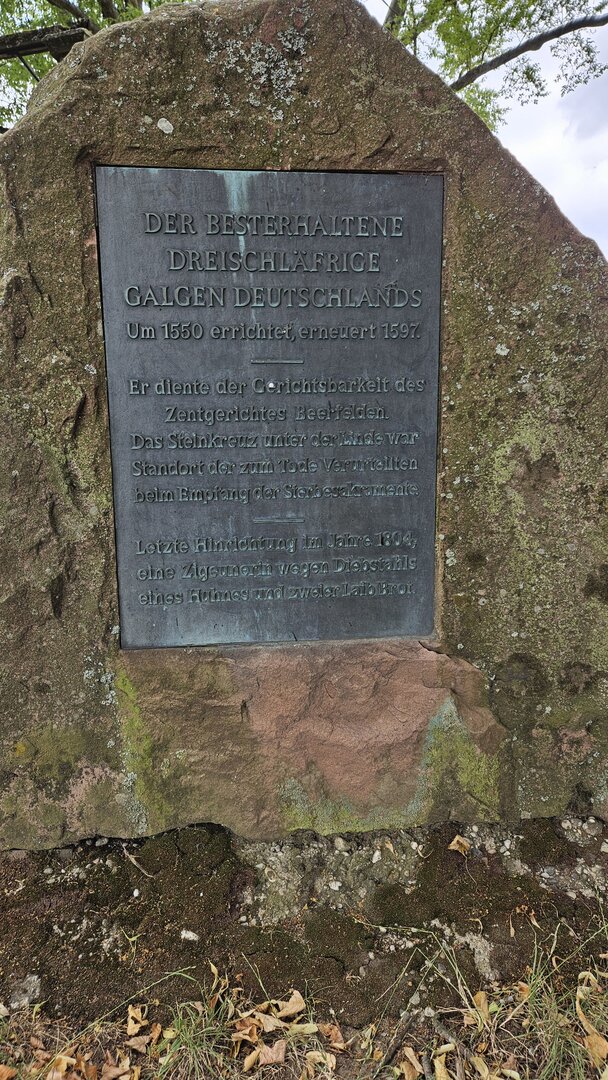 DER BESTERHALTENE
DREISCHLÄFRIGE
GALGEN DEUTSCHLANDS
Um 1550 errichtet, erneuert 1597.
Er diente der Gerichtsbarkeit des
Zentgerichtes Beerfelden.
Das Steinkreuz unter der Linde war
Standort der zum Tode Verurteilten
beim Empfang der Sterbesakramente
Letzte Hinrichtung im Jahre 1804,
eine Zigeunerin wegen Diebstahls
eines Huhnes und zweier Laib Brot.